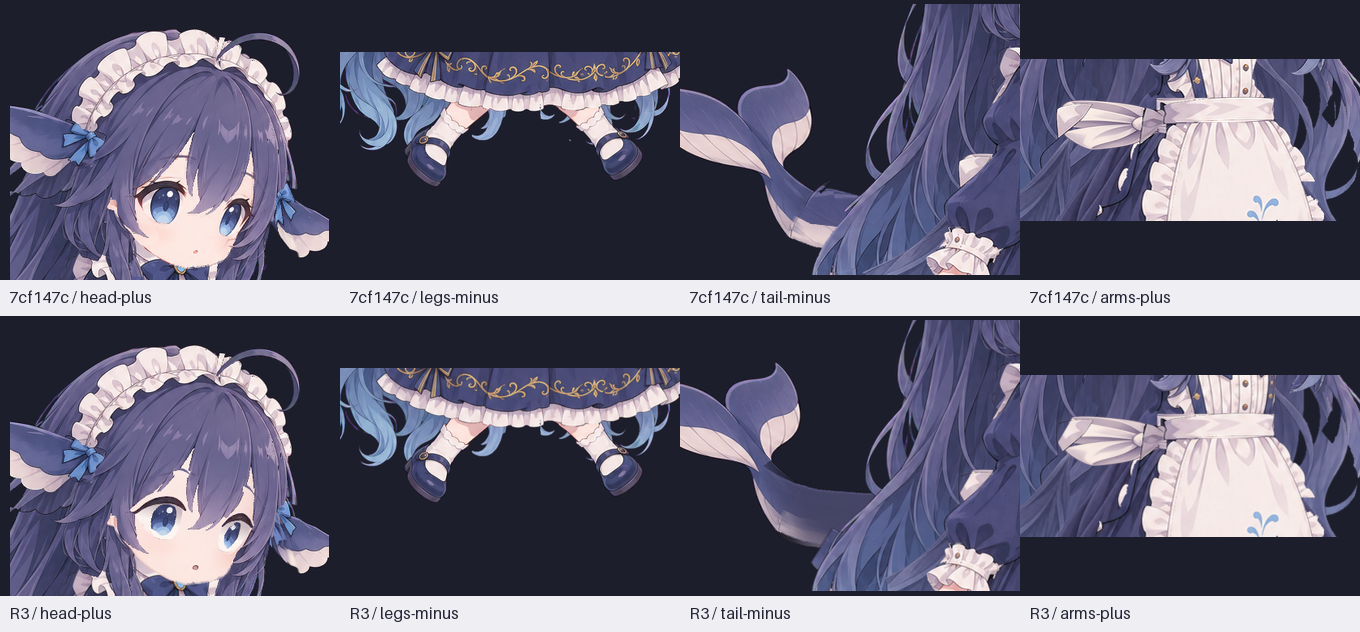 7cf147c / head-plus
7cf147c / legs-minus
7cf147c / tail-minus
7cf147c / arms-plus
R3 / head-plus
R3 / legs-minus
R3 / tail-minus
R3 / arms-plus